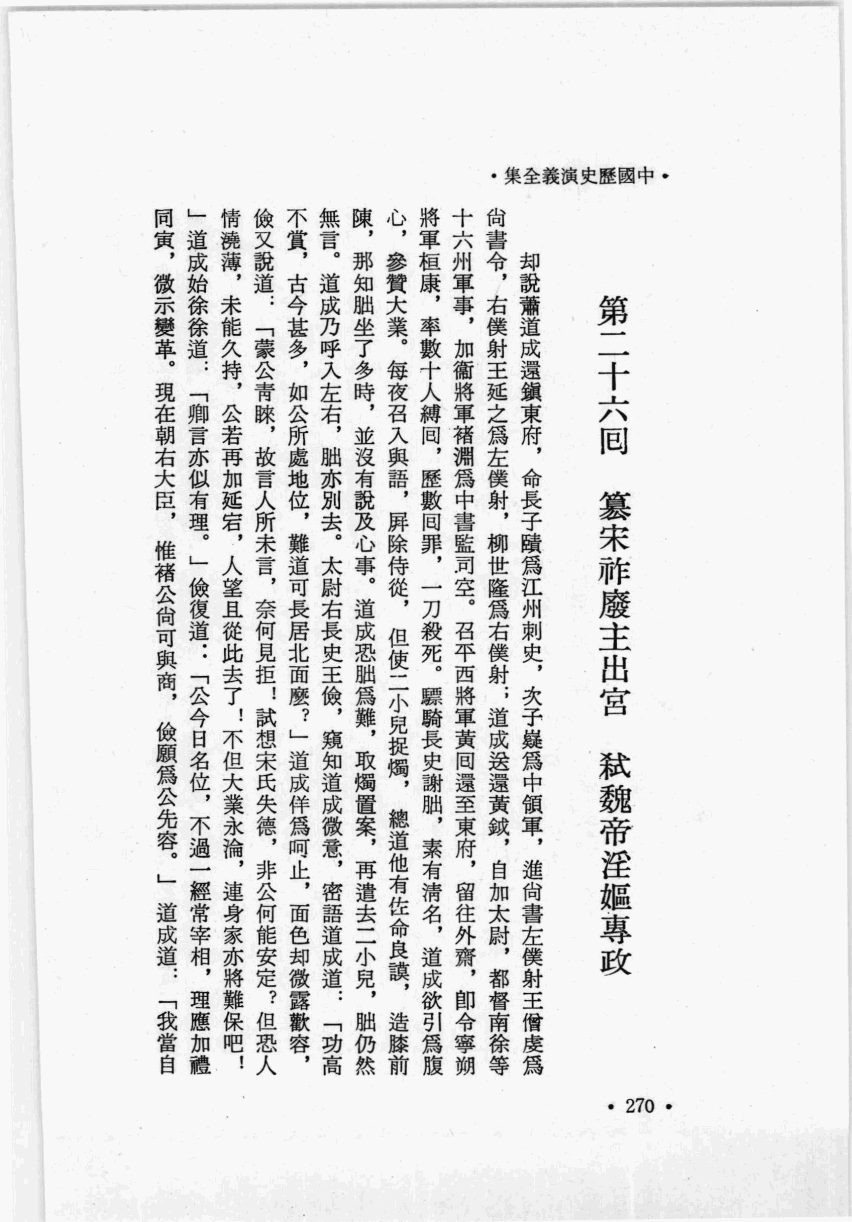 •中國歷史演義全集•
第二十六回　篡宋祚廢主出宮　弒魏帝淫嫗專政
却說蕭道成還鎮東府，命長子賾為江州刺史，次子嶷為中領軍，進尚書左僕射王僧虔為
尚書令，右僕射王延之為左僕射，柳世隆為右僕射；道成送還黃鉞，自加太尉，都督南徐等
十六州軍事，加衞將軍褚淵為中書監司空。召平西將軍黃回還至東府，留住外齋，卽令寧朔
將軍桓康，率數十人縛回，歷數回罪，一刀殺死。驃騎長史謝朏，素有清名，道成欲引為腹
心，參贊大業。每夜召入與語，屏除侍從，但使二小兒捉燭，總道他有佐命良謨，造膝前
陳，那知朏坐了多時，並沒有說及心事。道成恐朏為難，取燭置案，再遣去二小兒，朏仍然
無言。道成乃呼入左右，朏亦別去。太尉右長史王儉，窺知道成微意，密語道成道：「功高
不賞，古今甚多，如公所處地位，難道可長居北面麼？」道成佯為呵止，面色却微露歡容，
儉又說道：「蒙公青睞，故言人所未言，奈何見拒！試想宋氏失德，非公何能安定？但恐人
情澆薄，未能久持，公若再加延宕，人望且從此去了！不但大業永淪，連身家亦將難保吧！
」道成始徐徐道：「卿言亦似有理。」儉復道：「公今日名位，不過一經常宰相，理應加禮
同寅，微示變革。現在朝右大臣，惟褚公尚可與商，儉願為公先容。」道成道：「我當自
•270•